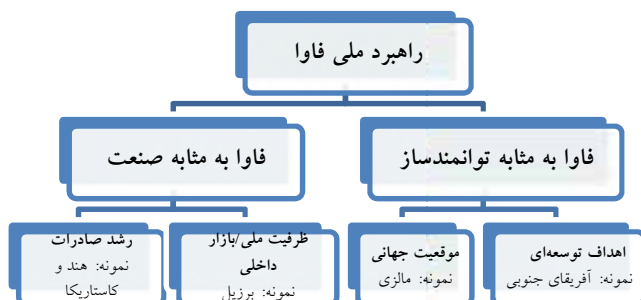 راهبرد ملی فاوا
فاوا به مثابه توانمندساز
فاوا به مثابه صنعت
اهداف توسعه‌ای
نمونه: آفریقای جنوبی
موقعیت جهانی
نمونه: مالزی
ظرفیت ملی/بازار
داخلی
نمونه: برزیل
رشد صادرات
نمونه: هند و
کاستاریکا